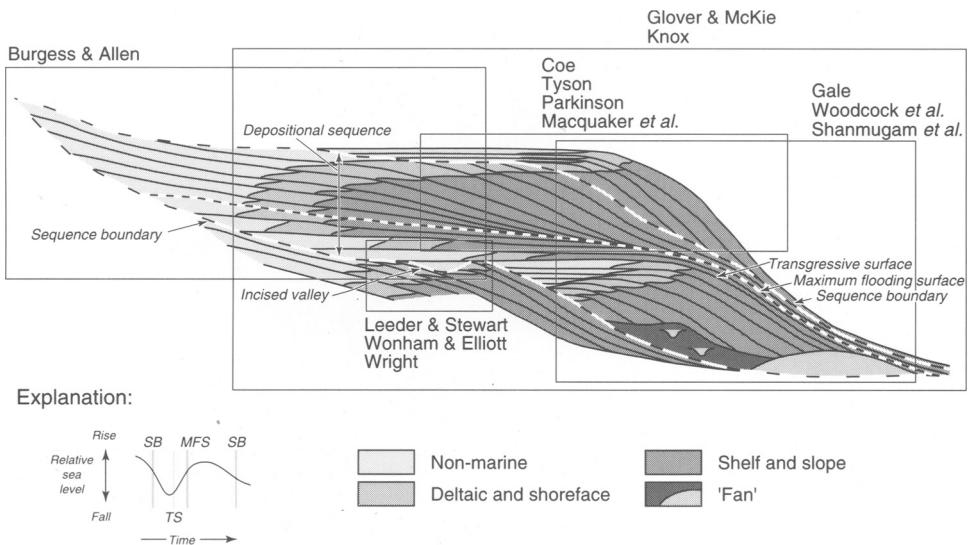 Glover & McKie
Knox
Burgess & Allen
Coe
Tyson
Parkinson
Macquaker et al.
Gale
Woodcock et al.
Shanmugam et al.
Depositional sequence
Sequence boundary
Incised valley
Transgressive surface
Maximum flooding surface
Sequence boundary
Leeder & Stewart
Wonham & Elliott
Wright
Explanation:
Rise
Relative
sea
level
Fall
SB MFS SB
TS
Time
Non-marine
Deltaic and shoreface
Shelf and slope
'Fan'